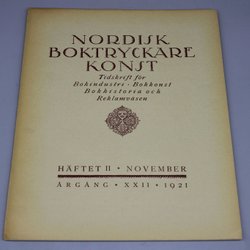 NORDISK
BOKTRYCKARE
KONST
Tidskrift för
Bokindustri · Bokkonst
Bokhistoria och
Reklamväsen
HÄFTET 11 · NOVEMBER
ÅRGÅNG · XXII · 1921